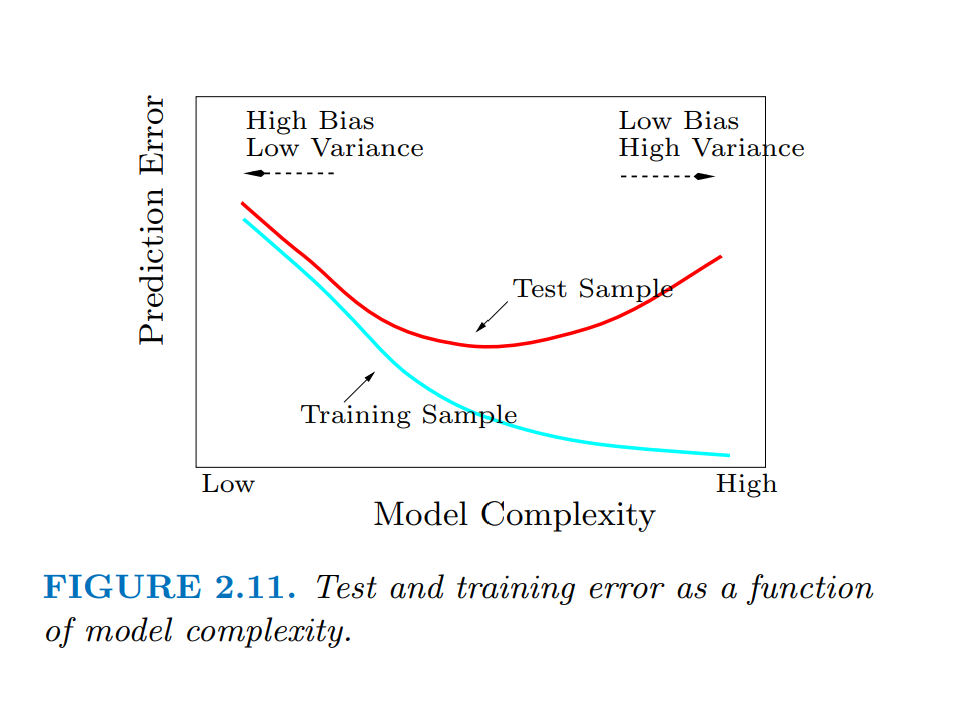 Prediction Error
High Bias
Low Variance
Low Bias
High Variance
Test Sample
Training Sample
Low
High
Model Complexity
FIGURE 2.11. Test and training error as a function
of model complexity.